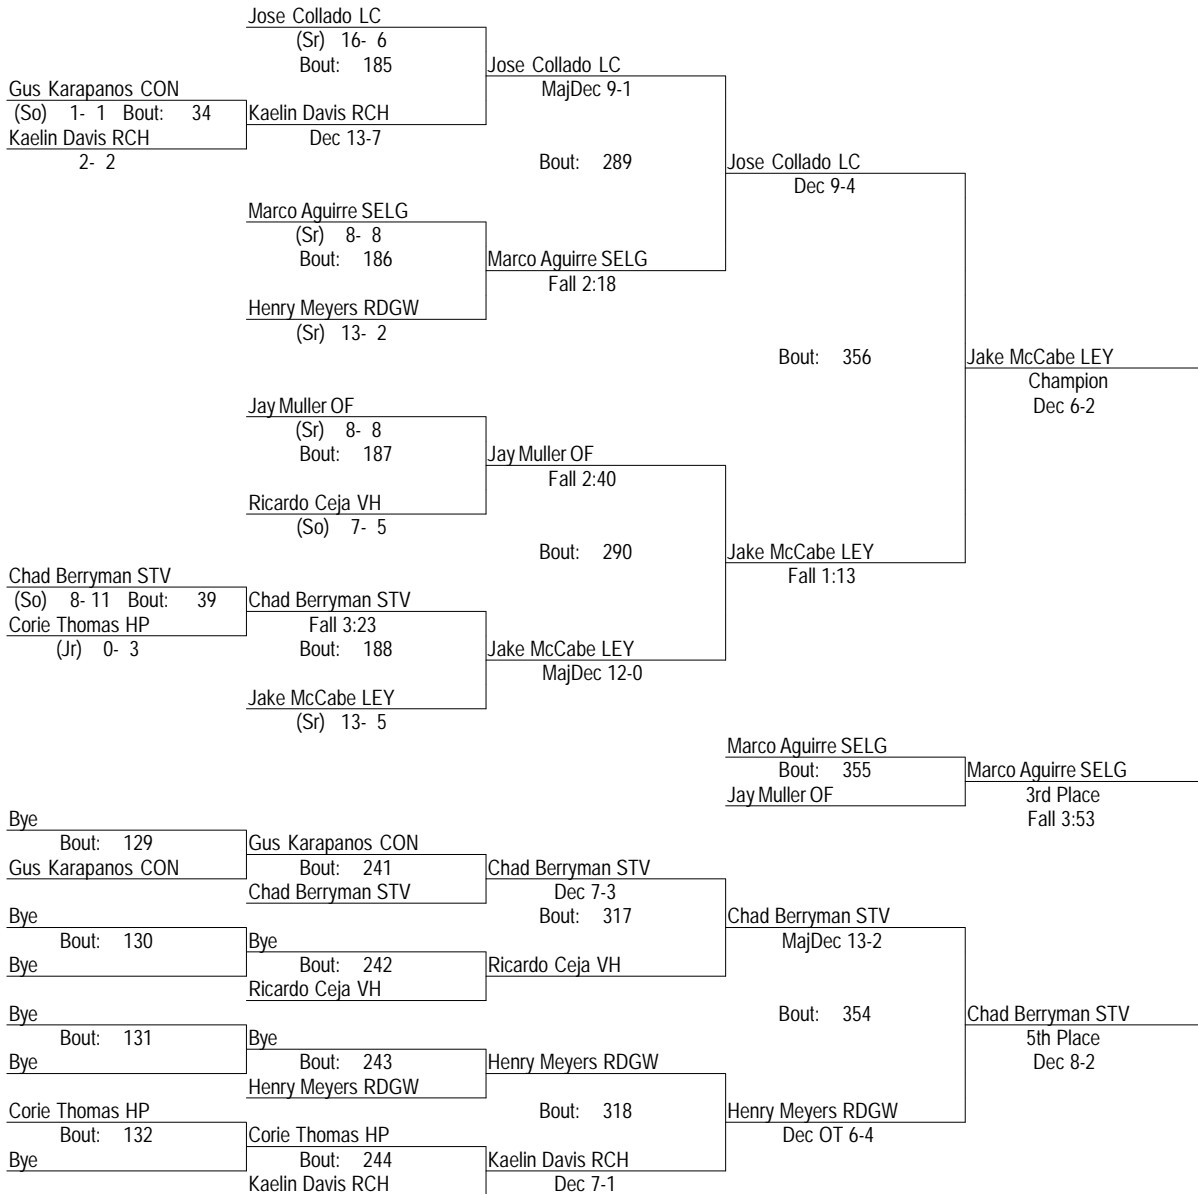 Jose Collado LC
(Sr) 16- 6
Bout: 185
Jose Collado LC
MajDec 9-1
Gus Karapanos CON
(So) 1- 1 Bout: 34
Kaelin Davis RCH
2- 2
Kaelin Davis RCH
Dec 13-7
Bout: 289
Jose Collado LC
Dec 9-4
Marco Aguirre SELG
(Sr) 8- 8
Bout: 186
Marco Aguirre SELG
Fall 2:18
Henry Meyers RDGW
(Sr) 13- 2
Bout: 356
Jake McCabe LEY
Champion
Dec 6-2
Jay Muller OF
(Sr) 8- 8
Bout: 187
Jay Muller OF
Fall 2:40
Ricardo Ceja VH
(So) 7- 5
Bout: 290
Jake McCabe LEY
Fall 1:13
Chad Berryman STV
(So) 8- 11 Bout: 39
Corie Thomas HP
(Jr) 0- 3
Chad Berryman STV
Fall 3:23
Bout: 188
Jake McCabe LEY
MajDec 12-0
Jake McCabe LEY
(Sr) 13- 5
Marco Aguirre SELG
Bout: 355
Jay Muller OF
Marco Aguirre SELG
3rd Place
Fall 3:53
Bye
Bout: 129
Gus Karapanos CON
Gus Karapanos CON
Bout: 241
Chad Berryman STV
Chad Berryman STV
Dec 7-3
Bout: 317
Chad Berryman STV
MajDec 13-2
Bye
Bout: 130
Bye
Bye
Bout: 242
Ricardo Ceja VH
Ricardo Ceja VH
Bout: 354
Chad Berryman STV
5th Place
Dec 8-2
Bye
Bout: 131
Bye
Bye
Bout: 243
Henry Meyers RDGW
Henry Meyers RDGW
Bout: 318
Henry Meyers RDGW
Dec OT 6-4
Corie Thomas HP
Bout: 132
Bye
Corie Thomas HP
Bout: 244
Kaelin Davis RCH
Kaelin Davis RCH
Dec 7-1